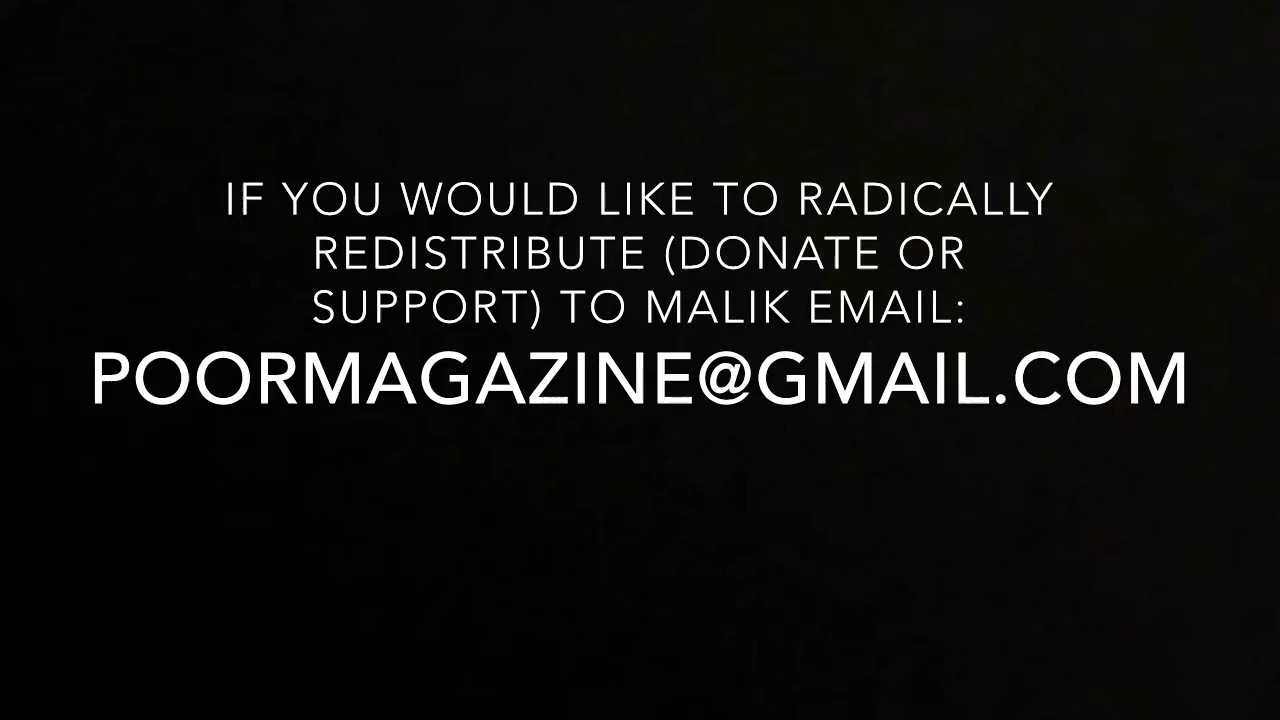 IF YOU WOULD LIKE TO RADICALLY
REDISTRIBUTE (DONATE OR
SUPPORT) TO MALIK EMAIL:
POORMAGAZINE@GMAIL.COM